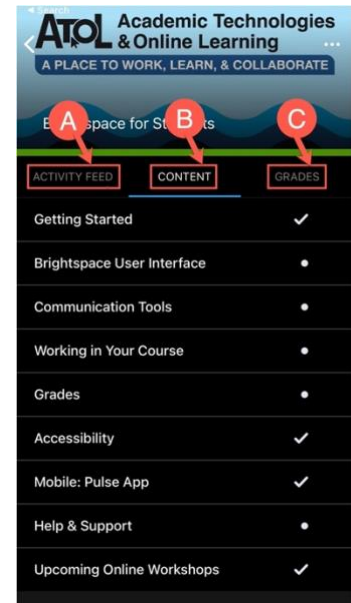 ◂ Search
ATOL Academic Technologies
& Online Learning
A PLACE TO WORK, LEARN, & COLLABORATE
A B C
Brightspace for Students
ACTIVITY FEED CONTENT GRADES
Getting Started
Brightspace User Interface
Communication Tools
Working in Your Course
Grades
Accessibility
Mobile: Pulse App
Help & Support
Upcoming Online Workshops